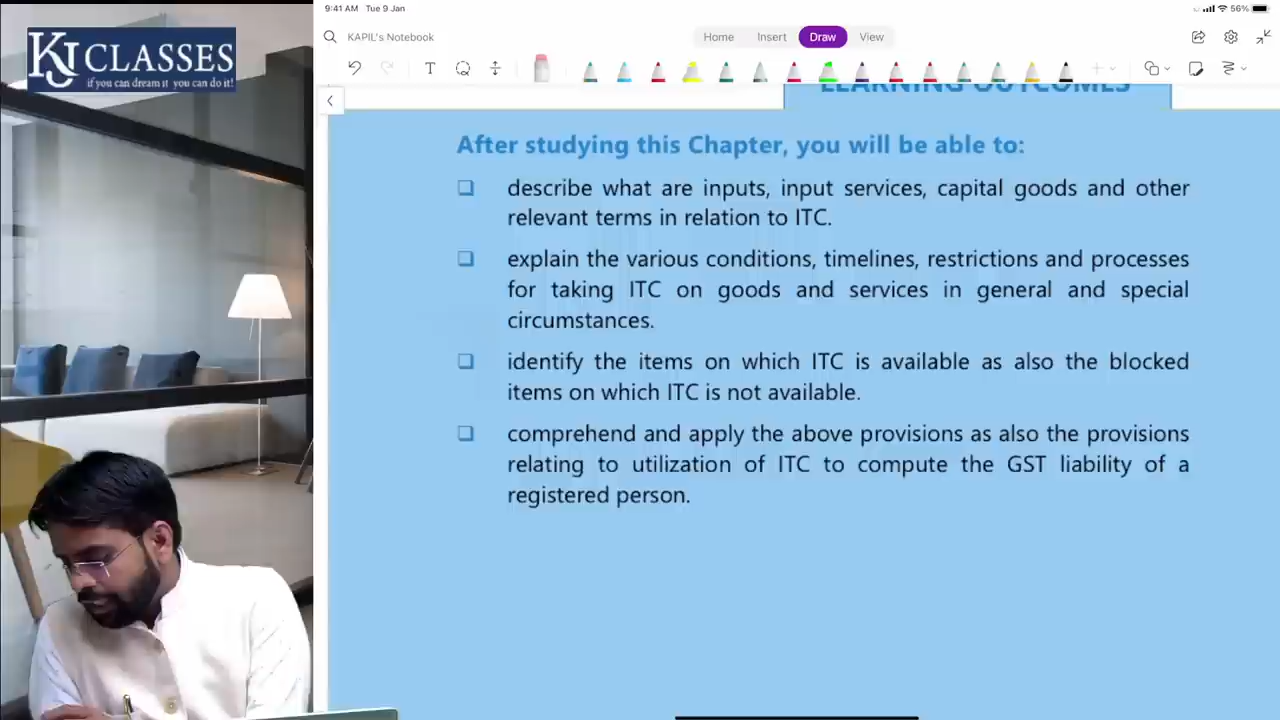 KJ CLASSES
if you can dream it you can do it!
9:41 AM Tue 9 Jan
56%
KAPIL's Notebook
Home Insert Draw View
LEARNING OUTCOMES
After studying this Chapter, you will be able to:
describe what are inputs, input services, capital goods and other
relevant terms in relation to ITC.
explain the various conditions, timelines, restrictions and processes
for taking ITC on goods and services in general and special
circumstances.
identify the items on which ITC is available as also the blocked
items on which ITC is not available.
comprehend and apply the above provisions as also the provisions
relating to utilization of ITC to compute the GST liability of a
registered person.